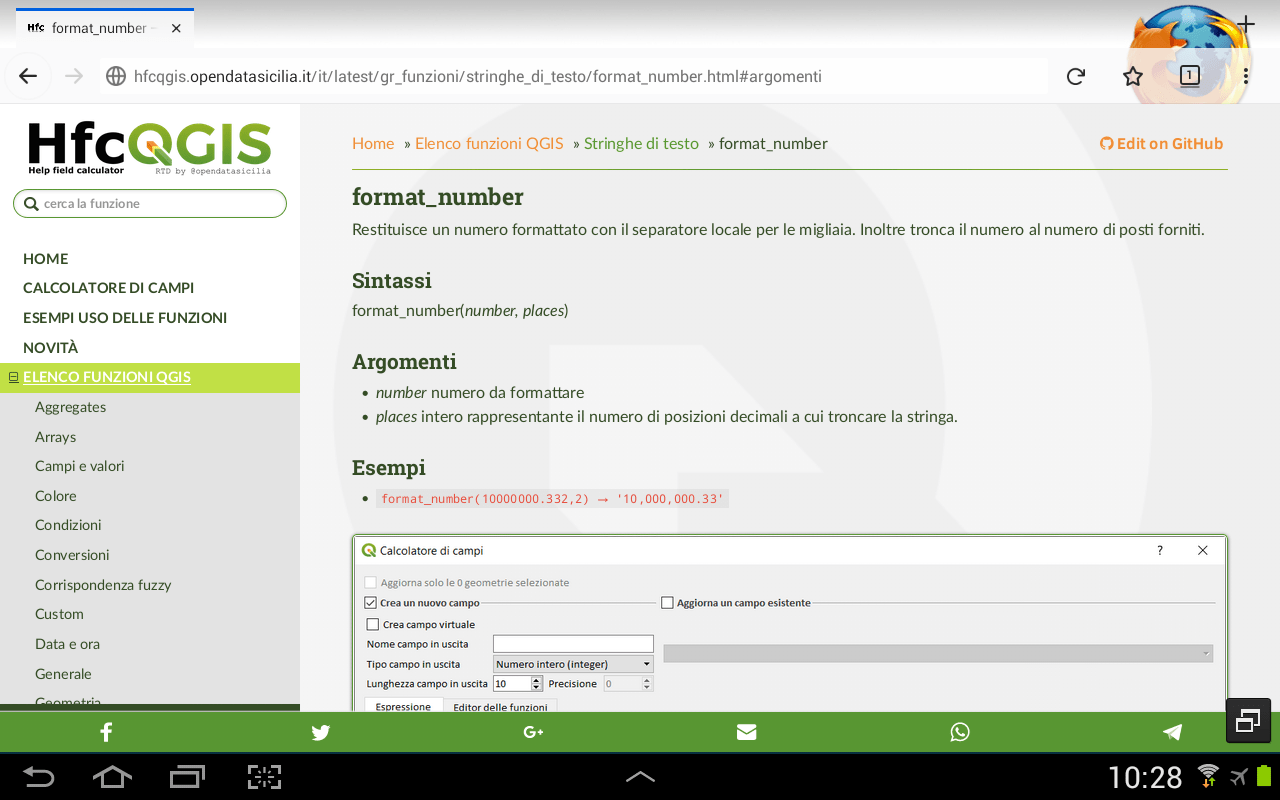 Hfc format_number –
1
hfcqgis.opendatasicilia.it/it/latest/gr_funzioni/stringhe_di_testo/format_number.html#argomenti
HfcQGIS
Help field calculator RTD by @opendatasicilia
cerca la funzione
HOME
CALCOLATORE DI CAMPI
ESEMPI USO DELLE FUNZIONI
NOVITÀ
ELENCO FUNZIONI QGIS
Aggregates
Arrays
Campi e valori
Colore
Condizioni
Conversioni
Corrispondenza fuzzy
Custom
Data e ora
Generale
Geometria
Home » Elenco funzioni QGIS » Stringhe di testo » format_number
Edit on GitHub
format_number
Restituisce un numero formattato con il separatore locale per le migliaia. Inoltre tronca il numero al numero di posti forniti.
Sintassi
format_number(number, places)
Argomenti
• number numero da formattare
• places intero rappresentante il numero di posizioni decimali a cui troncare la stringa.
Esempi
• format_number(10000000.332,2) → '10,000,000.33'
Calcolatore di campi ?
Aggiorna solo le 0 geometrie selezionate
Crea un nuovo campo Aggiorna un campo esistente
Crea campo virtuale
Nome campo in uscita
Tipo campo in uscita Numero intero (integer)
Lunghezza campo in uscita 10 Precisione 0
Espressione Editor delle funzioni
G+
10:28